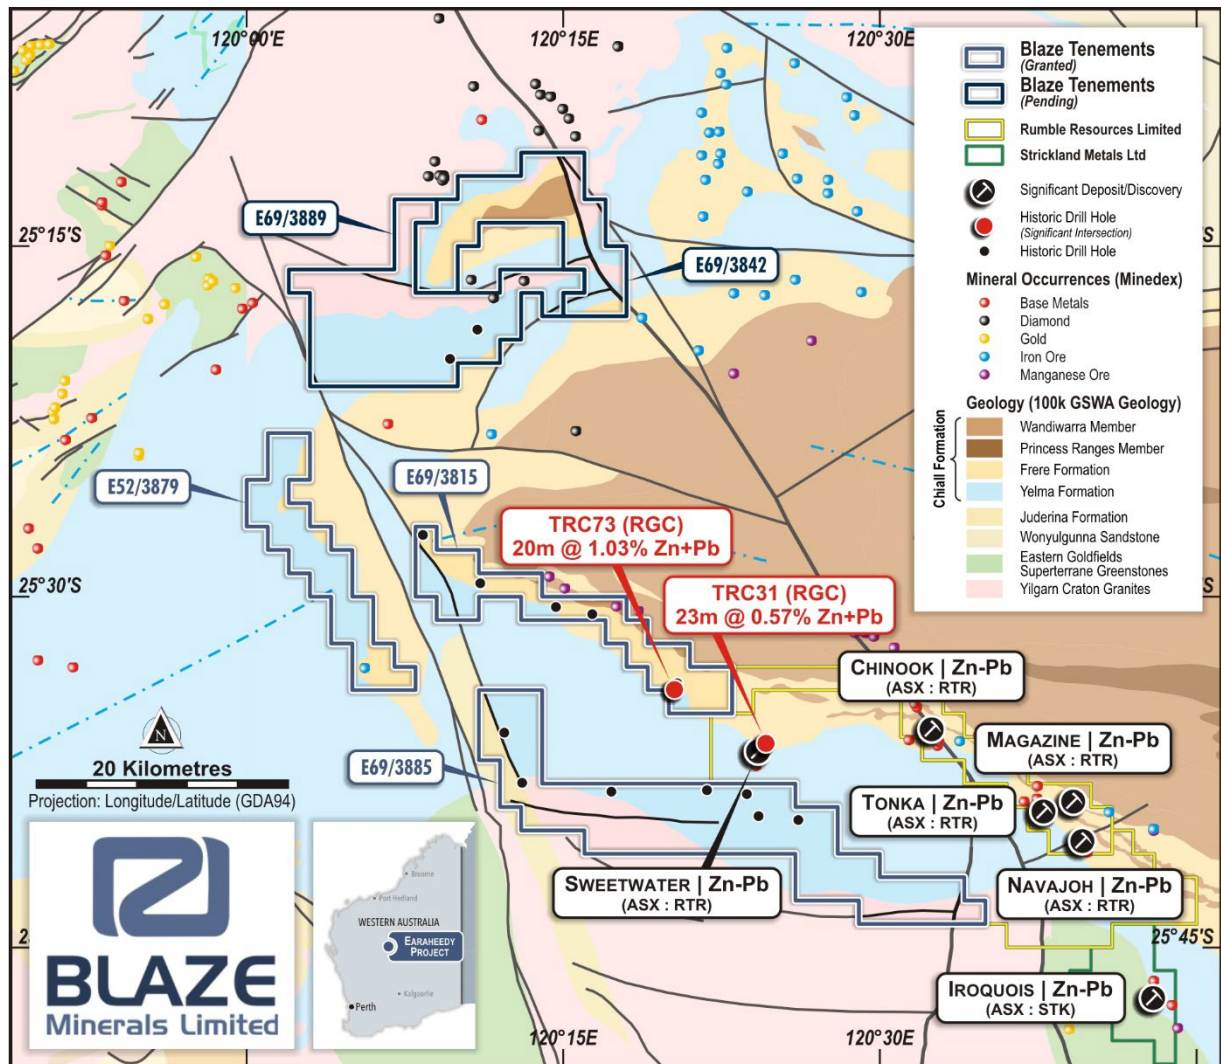 120°00'E
120°15'E
120°30'E
Blaze Tenements
(Granted)
Blaze Tenements
(Pending)
Rumble Resources Limited
Strickland Metals Ltd
Significant Deposit/Discovery
Historic Drill Hole
(Significant Intersection)
Historic Drill Hole
Mineral Occurrences (Minedex)
Base Metals
Diamond
Gold
Iron Ore
Manganese Ore
Geology (100k GSWA Geology)
Chiall Formation
Wandiwarra Member
Princess Ranges Member
Frere Formation
Yelma Formation
Juderina Formation
Wonyulgunna Sandstone
Eastern Goldfields
Superterrane Greenstones
Yilgarn Craton Granites
E69/3889
25°15'S
E69/3842
E52/3879
E69/3815
TRC73 (RGC)
20m @ 1.03% Zn+Pb
25°30'S
TRC31 (RGC)
23m @ 0.57% Zn+Pb
CHINOOK | Zn-Pb
(ASX : RTR)
MAGAZINE | Zn-Pb
(ASX : RTR)
N
20 Kilometres
Projection: Longitude/Latitude (GDA94)
E69/3885
TONKA | Zn-Pb
(ASX : RTR)
SWEETWATER | Zn-Pb
(ASX : RTR)
NAVAJOH | Zn-Pb
(ASX : RTR)
25°45'S
IROQUOIS | Zn-Pb
(ASX : STK)
BLAZE
Minerals Limited
Broome
Port Hedland
WESTERN AUSTRALIA
EARAHEEDY
PROJECT
Kalgoorlie
Perth
120°15'E
120°30'E